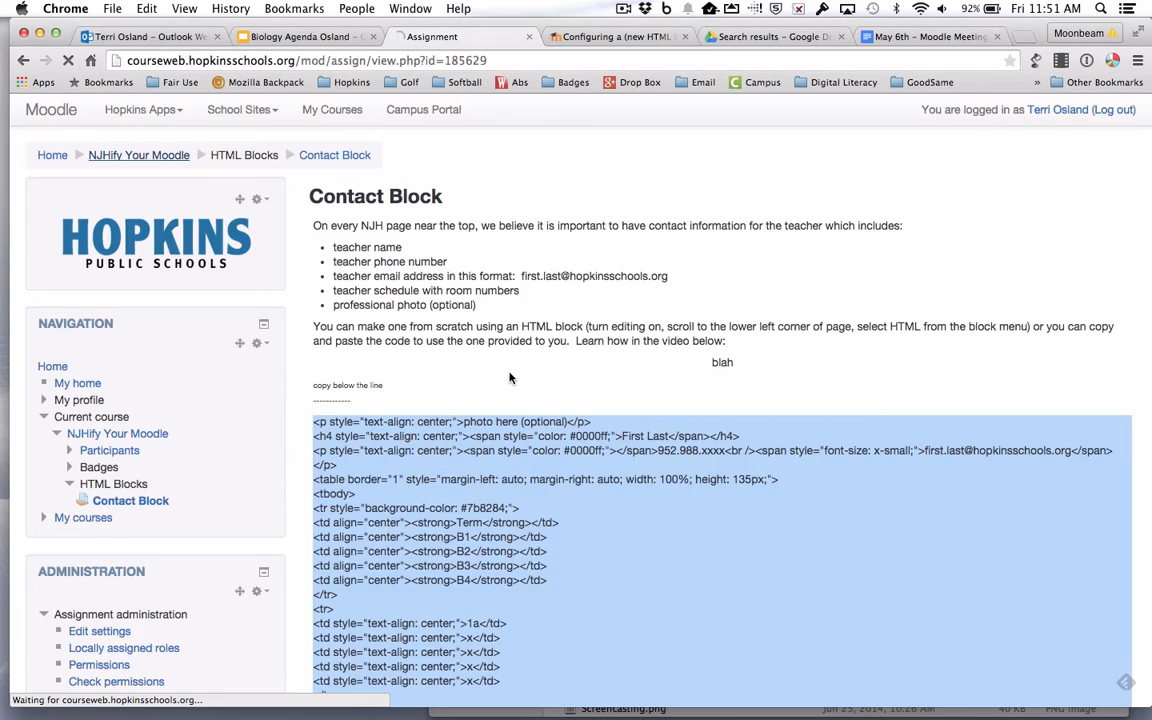 Chrome File Edit View History Bookmarks People Window Help 92% Fri 11:51 AM
Terri Osland - Outlook We Biology Agenda Osland - C Assignment Configuring a (new HTML Search results - Google Dr May 6th - Moodle Meeting Moonbeam
courseweb.hopkinsschools.org/mod/assign/view.php?id=185629
Apps Bookmarks Fair Use Mozilla Backpack Hopkins Golf Softball Abs Badges Drop Box Email Campus Digital Literacy GoodSame » Other Bookmarks
Moodle Hopkins Apps School Sites My Courses Campus Portal You are logged in as Terri Osland (Log out)
Home NJHify Your Moodle HTML Blocks Contact Block
HOPKINS
PUBLIC SCHOOLS
NAVIGATION
Home
My home
My profile
Current course
NJHify Your Moodle
Participants
Badges
HTML Blocks
Contact Block
My courses
ADMINISTRATION
Assignment administration
Edit settings
Locally assigned roles
Permissions
Check permissions
Contact Block
On every NJH page near the top, we believe it is important to have contact information for the teacher which includes:
• teacher name
• teacher phone number
• teacher email address in this format: first.last@hopkinsschools.org
• teacher schedule with room numbers
• professional photo (optional)
You can make one from scratch using an HTML block (turn editing on, scroll to the lower left corner of page, select HTML from the block menu) or you can copy
and paste the code to use the one provided to you. Learn how in the video below:
blah
copy below the line
------------
<p style="text-align: center;">photo here (optional)</p>
<h4 style="text-align: center;"><span style="color: #0000ff;">First Last</span></h4>
<p style="text-align: center;"><span style="color: #0000ff;"></span>952.988.xxxx<br /><span style="font-size: x-small;">first.last@hopkinsschools.org</span>
</p>
<table border="1" style="margin-left: auto; margin-right: auto; width: 100%; height: 135px;">
<tbody>
<tr style="background-color: #7b8284;">
<td align="center"><strong>Term</strong></td>
<td align="center"><strong>B1</strong></td>
<td align="center"><strong>B2</strong></td>
<td align="center"><strong>B3</strong></td>
<td align="center"><strong>B4</strong></td>
</tr>
<tr>
<td style="text-align: center;">1a</td>
<td style="text-align: center;">x</td>
<td style="text-align: center;">x</td>
<td style="text-align: center;">x</td>
<td style="text-align: center;">x</td>
Waiting for courseweb.hopkinsschools.org...
Screencasting.png Jun 23, 2014, 10:26 AM 40 KB PNG image